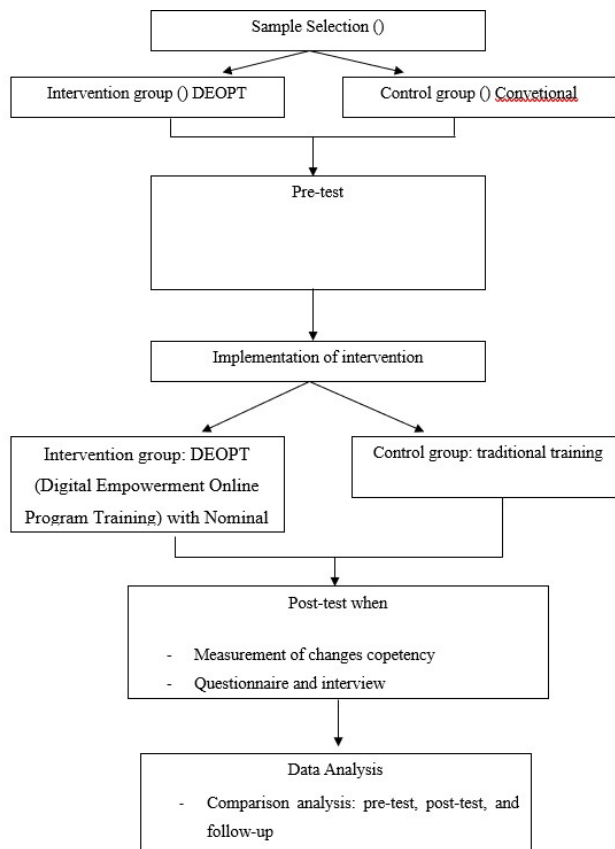 Sample Selection ()
Intervention group () DEOPT
Control group () Convetional
Pre-test
Implementation of intervention
Intervention group: DEOPT
(Digital Empowerment Online
Program Training) with Nominal
Control group: traditional training
Post-test when
- Measurement of changes copetency
- Questionnaire and interview
Data Analysis
- Comparison analysis: pre-test, post-test, and
follow-up